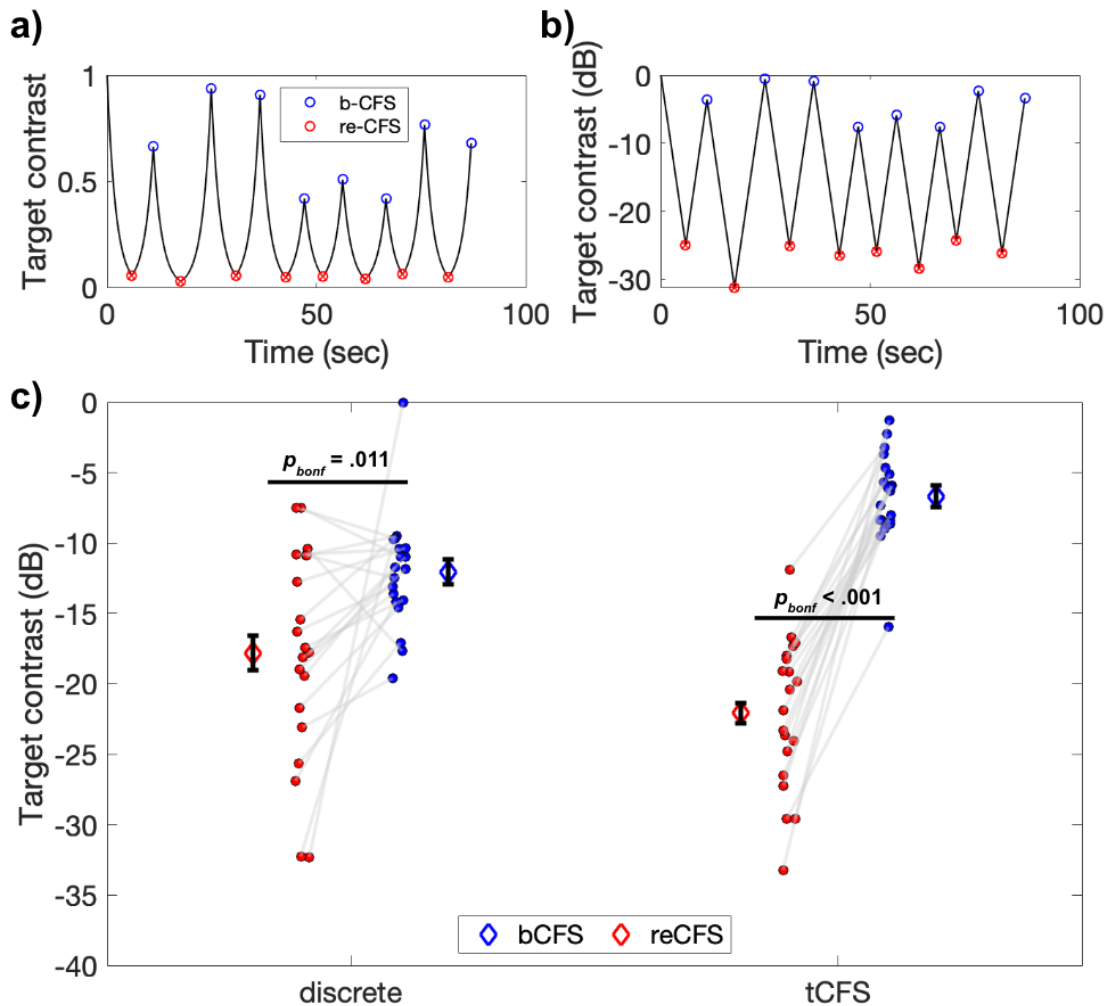 a)
Target contrast
1
0.5
0
b-CFS
re-CFS
0
50
100
Time (sec)
b)
Target contrast (dB)
0
-10
-20
-30
0
50
100
Time (sec)
c)
Target contrast (dB)
0
-5
-10
-15
-20
-25
-30
-35
-40
p_bonf = .011
p_bonf < .001
bCFS
reCFS
discrete
tCFS